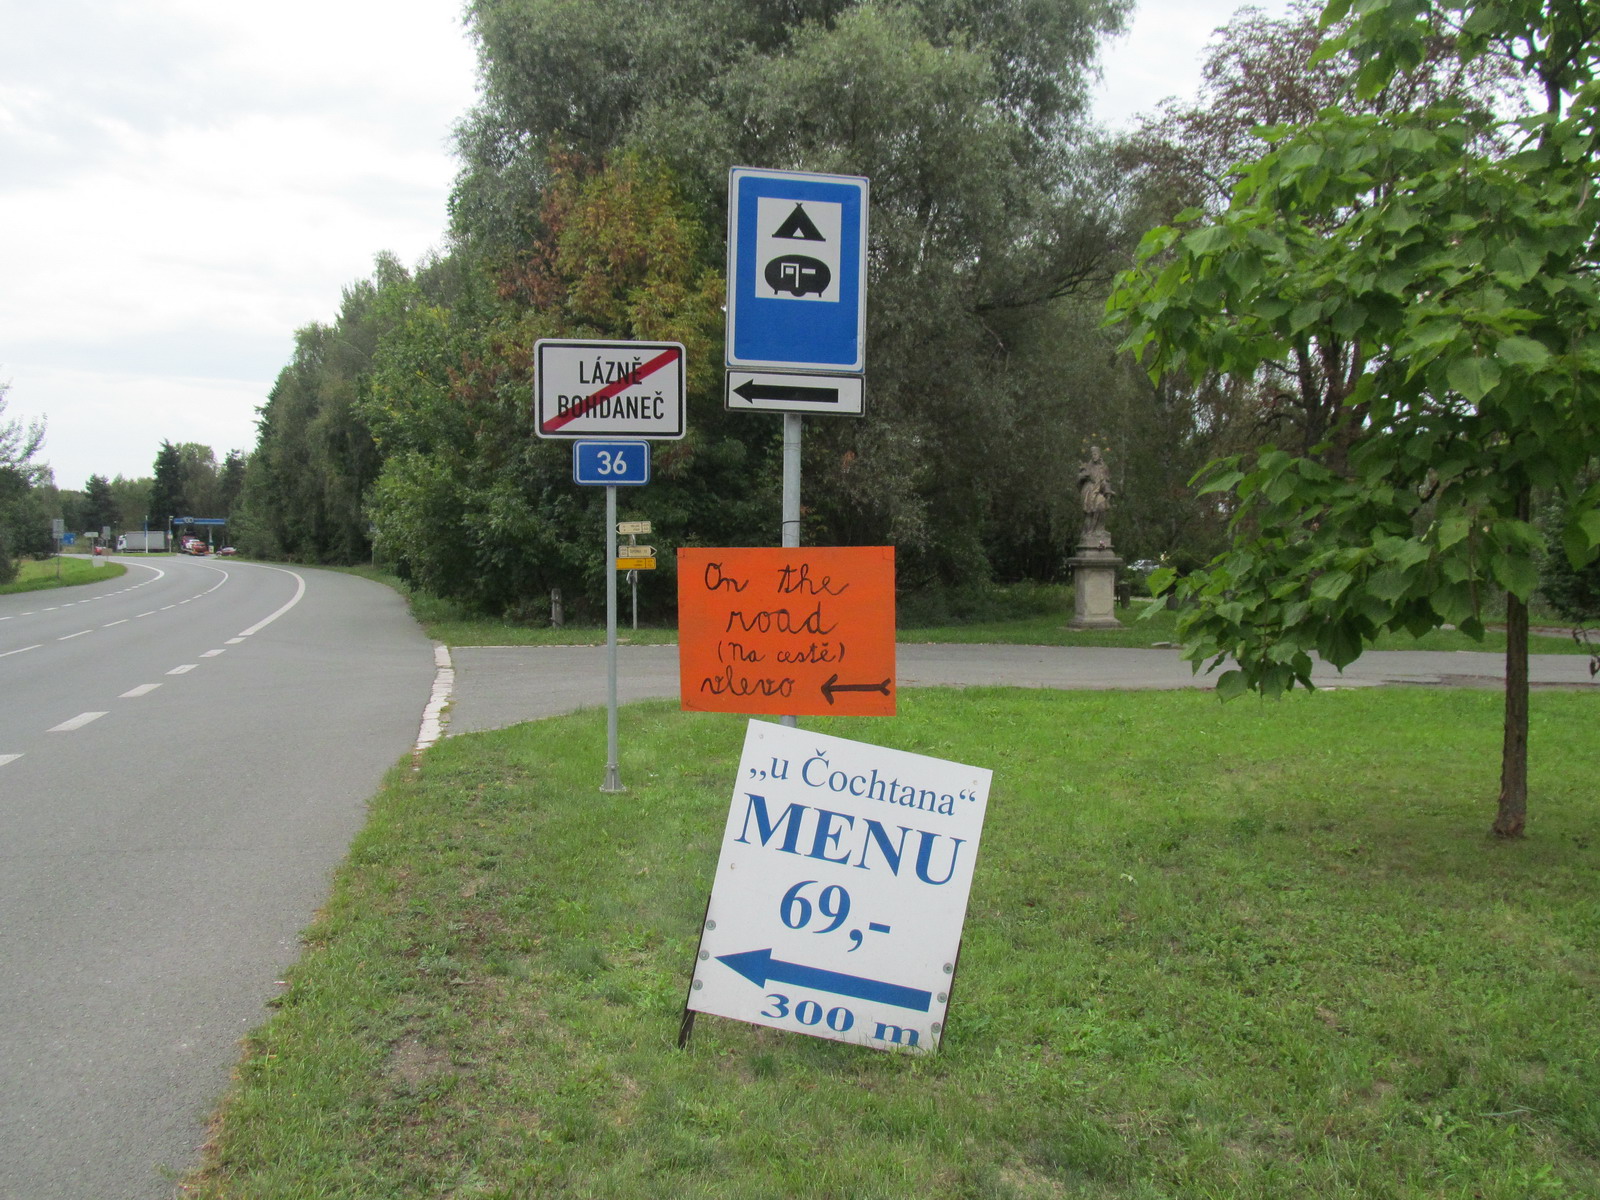 LÁZNĚ
BOHDANEČ
36
On the
road
(Na cestě)
vlevo
„u Čochtana“
MENU
69,-
300 m